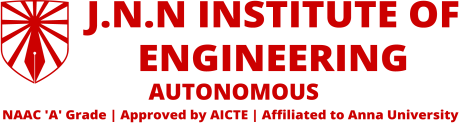 J.N.N INSTITUTE OF
ENGINEERING
AUTONOMOUS
NAAC 'A' Grade | Approved by AICTE | Affiliated to Anna University